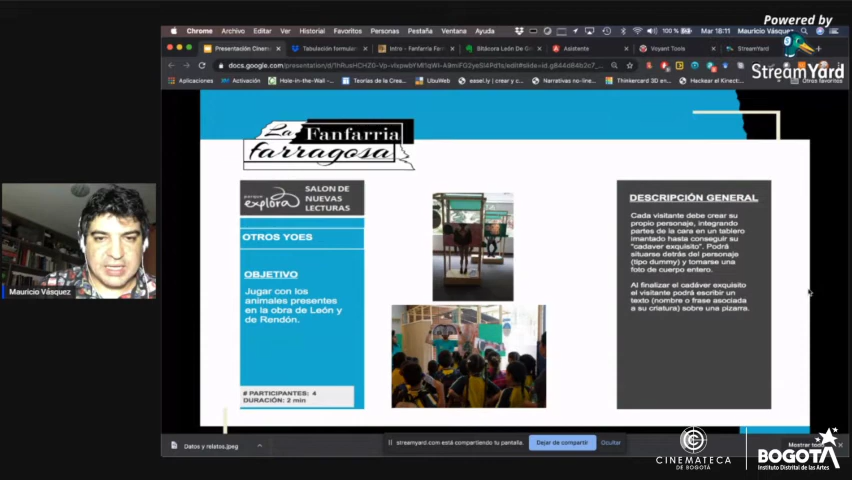 Powered by
StreamYard
Chrome Archivo Editar Ver Historial Favoritos Personas Pestaña Ventana Ayuda 100 % Mar 18:11 Mauricio Vásquez
Presentación Cinem Tabulación formular Intro - Fanfarria Far Bitácora León De Go Asistente Voyant Tools StreamYard
docs.google.com/presentation/d/
Aplicaciones Activación Hole-in-the-Wall -... Teorías de la Crea... UbuWeb easel.ly | crear y c... Narrativas no-line... Thinkercard 3D en... Hackear el Kinect... Otros favoritos
La Fanfarria
farragosa
parque explora
SALON DE
NUEVAS
LECTURAS
OTROS YOES
OBJETIVO
Jugar con los
animales presentes
en la obra de León y
de Rendón.
# PARTICIPANTES: 4
DURACIÓN: 2 min
DESCRIPCIÓN GENERAL
Cada visitante debe crear su
propio personaje, integrando
partes de la cara en un tablero
imantado hasta conseguir su
"cadaver exquisito". Podrá
situarse detrás del personaje
(tipo dummy) y tomarse una
foto de cuerpo entero.
Al finalizar el cadáver exquisito
el visitante podrá escribir un
texto (nombre o frase asociada
a su criatura) sobre una pizarra.
Mauricio Vásquez
Datos y relatos.jpeg
streamyard.com está compartiendo tu pantalla.
Dejar de compartir
Ocultar
Mostrar todo
CINEMATECA
DE BOGOTÁ
BOGOTÁ
Instituto Distrital de las Artes